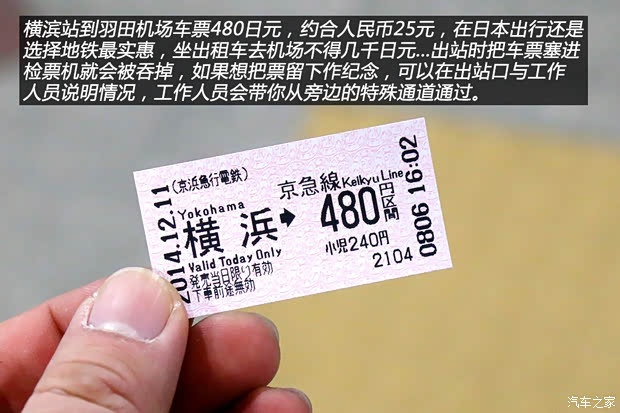 横滨站到羽田机场车票480日元，约合人民币25元，在日本出行还是
选择地铁最实惠，坐出租车去机场不得几千日元...出站时把车票塞进
检票机就会被吞掉，如果想把票留下作纪念，可以在出站口与工作
人员说明情况，工作人员会带你从旁边的特殊通道通过。
2014.12.11
(京浜急行電鉄)
Yokohama
横浜➡
京急線 Keikyu Line
480円区間
小児240円
Valid Today Only
発売当日限り有効
下車前途無効
2104
0806 16:02
汽车之家